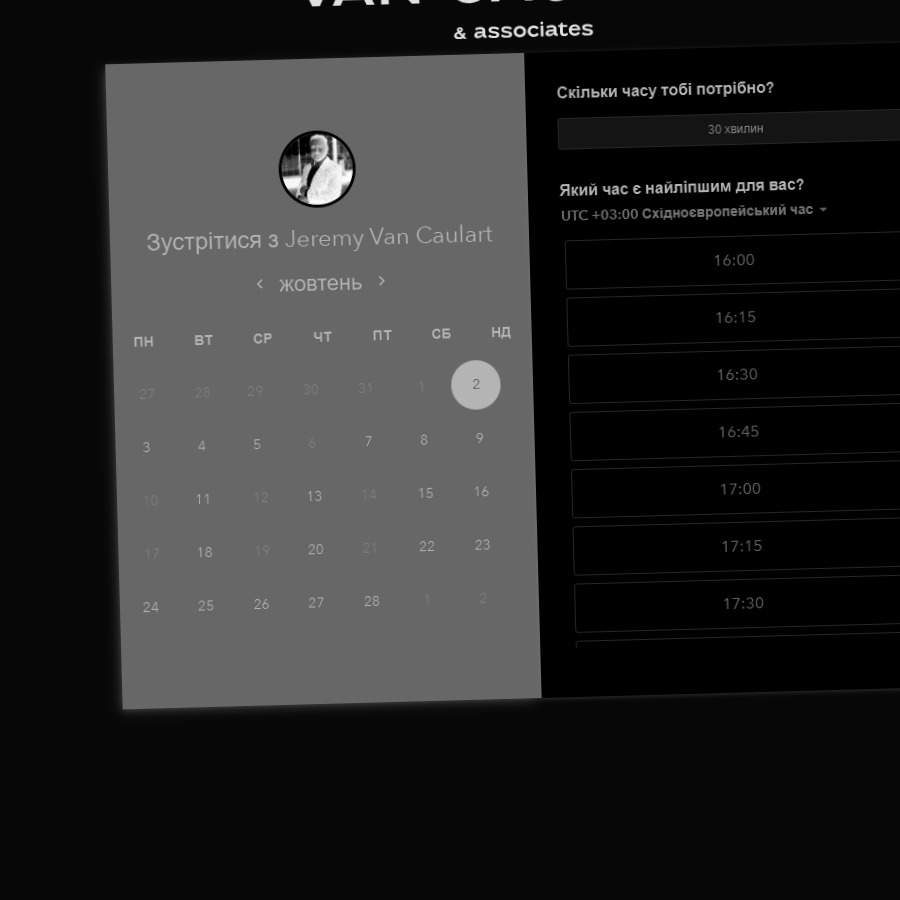 & associates
Зустрітися з Jeremy Van Caulart
жовтень
ПН ВТ СР ЧТ ПТ СБ НД
27 28 29 30 31 1 2
3 4 5 6 7 8 9
10 11 12 13 14 15 16
17 18 19 20 21 22 23
24 25 26 27 28 1 2
Скільки часу тобі потрібно?
30 хвилин
Який час є найліпшим для вас?
UTC +03:00 Східноєвропейський час
16:00
16:15
16:30
16:45
17:00
17:15
17:30